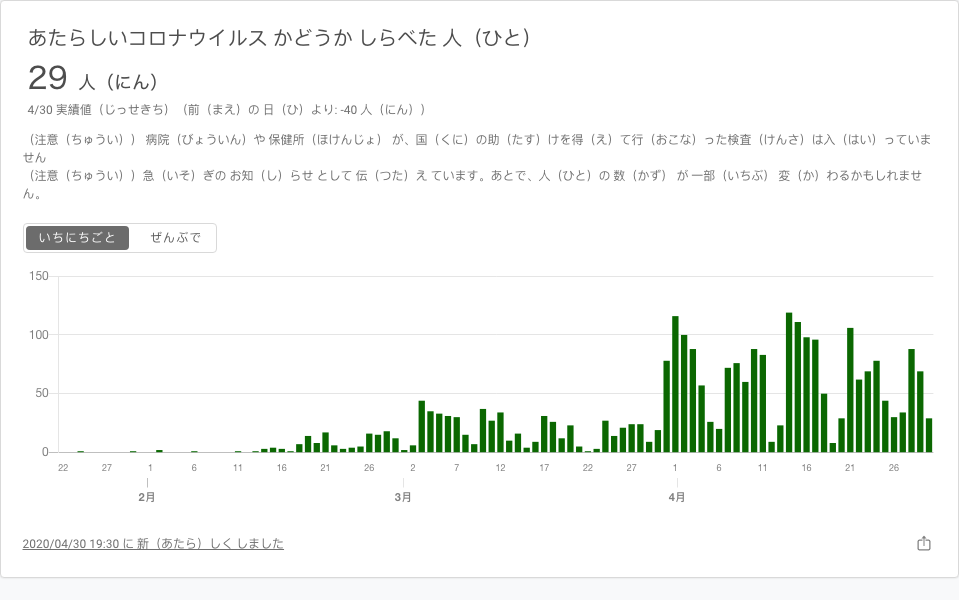 あたらしいコロナウイルス かどうか しらべた 人（ひと）
29 人（にん）
4/30 実績値（じっせきち）（前（まえ）の 日（ひ）より: -40 人（にん））
（注意（ちゅうい）） 病院（びょういん）や 保健所（ほけんじょ） が、国（くに）の助（たす）けを得（え）て行（おこな）った検査（けんさ）は入（はい）っていま
せん
（注意（ちゅうい））急（いそ）ぎの お知（し）らせ として 伝（つた）え ています。あとで、人（ひと）の 数（かず） が 一部（いちぶ） 変（か）わるかもしれませ
ん。
いちにちごと ぜんぶで
150
100
50
0
22 27 1 6 11 16 21 26 2 7 12 17 22 27 1 6 11 16 21 26
2月 3月 4月
2020/04/30 19:30 に 新（あたら）しく しました